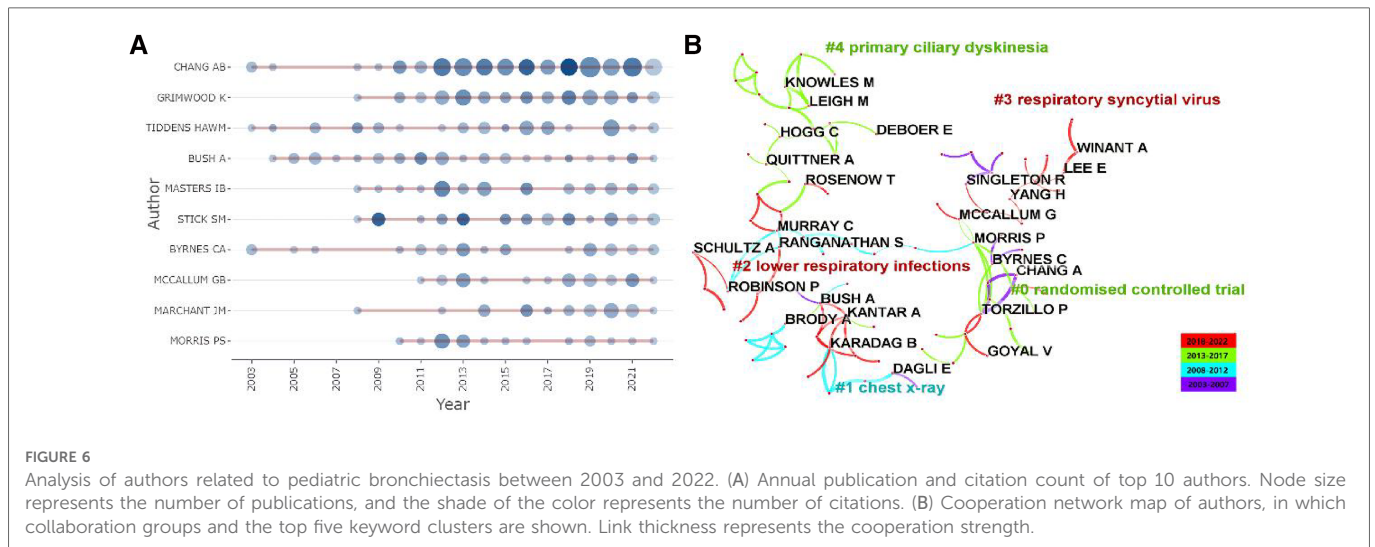 A
CHANG AB
GRIMWOOD K
TIDDENS HAWM
BUSH A
MASTERS IB
STICK SM
BYRNES CA
MCCALLUM GB
MARCHANT JM
MORRIS PS
Author
2003
2005
2007
2009
2011
2013
2015
2017
2019
2021
Year
B
#4 primary ciliary dyskinesia
KNOWLES M
LEIGH M
#3 respiratory syncytial virus
HOGG C
DEBOER E
WINANT A
QUITTNER A
LEE E
ROSENOW T
SINGLETON R
YANG H
MCCALLUM G
MURRAY C
MORRIS P
SCHULTZ A
RANGANATHAN S
BYRNES C
#2 lower respiratory infections
CHANG A
ROBINSON P
#0 randomised controlled trial
BUSH A
KANTAR A
TORZILLO P
BRODY A
KARADAG B
GOYAL V
DAGLI E
#1 chest x-ray
2018-2022
2013-2017
2008-2012
2003-2007
FIGURE 6
Analysis of authors related to pediatric bronchiectasis between 2003 and 2022. (A) Annual publication and citation count of top 10 authors. Node size
represents the number of publications, and the shade of the color represents the number of citations. (B) Cooperation network map of authors, in which
collaboration groups and the top five keyword clusters are shown. Link thickness represents the cooperation strength.